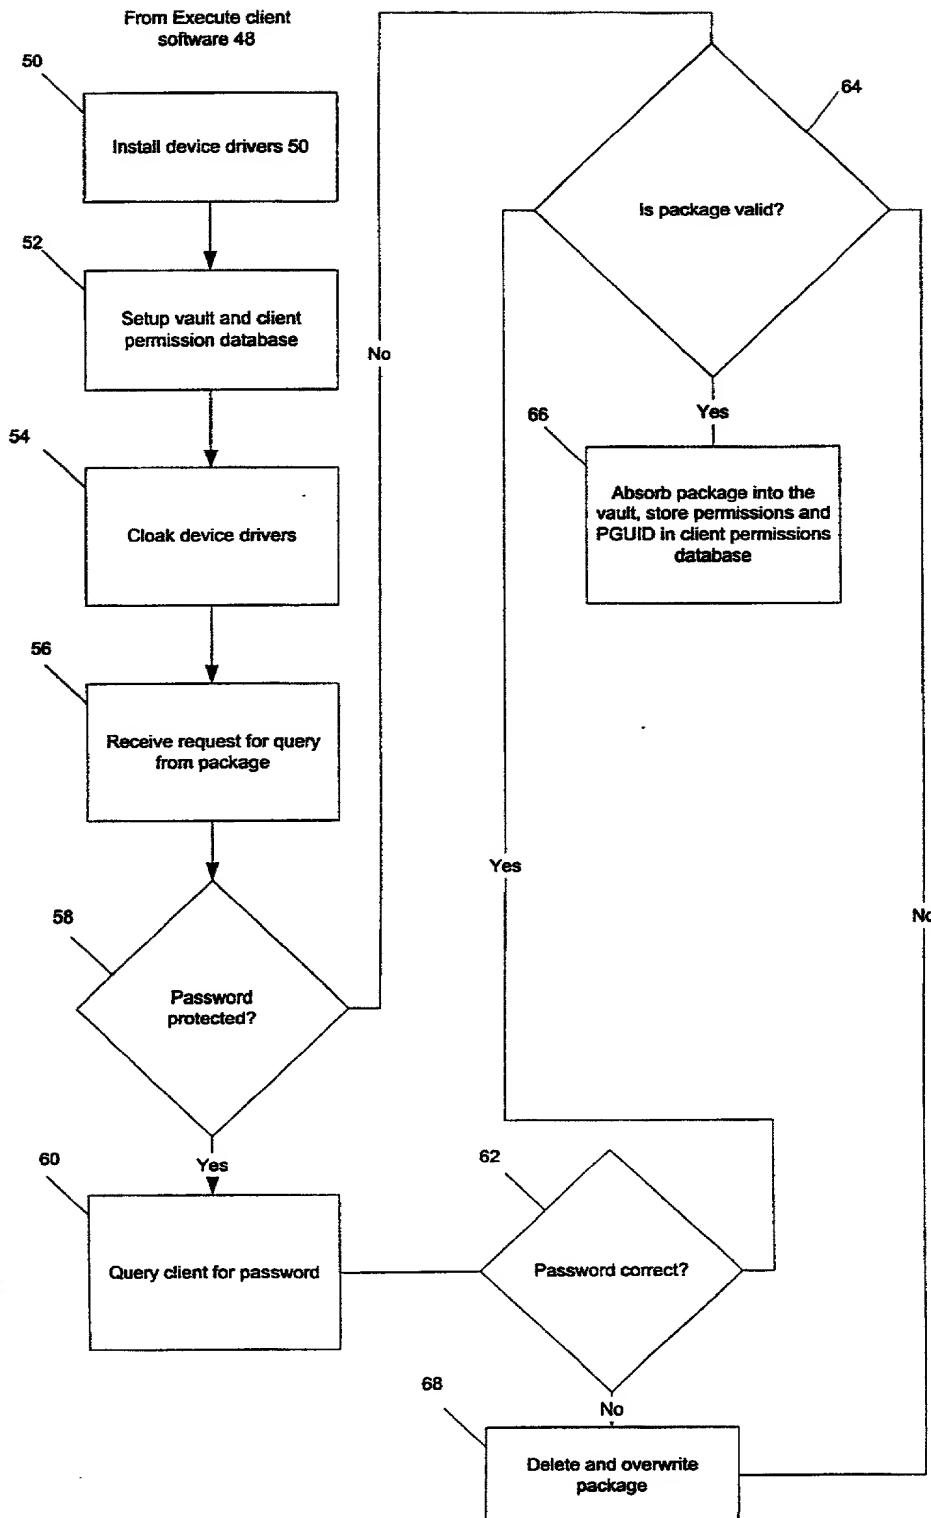 From Execute client
software 48
50
Install device drivers 50
52
Setup vault and client
permission database
54
Cloak device drivers
56
Receive request for query
from package
58
Password
protected?
No
Yes
60
Query client for password
62
Password correct?
Yes
No
64
Is package valid?
Yes
No
66
Absorb package into the
vault, store permissions and
PGUID in client permissions
database
68
Delete and overwrite
package